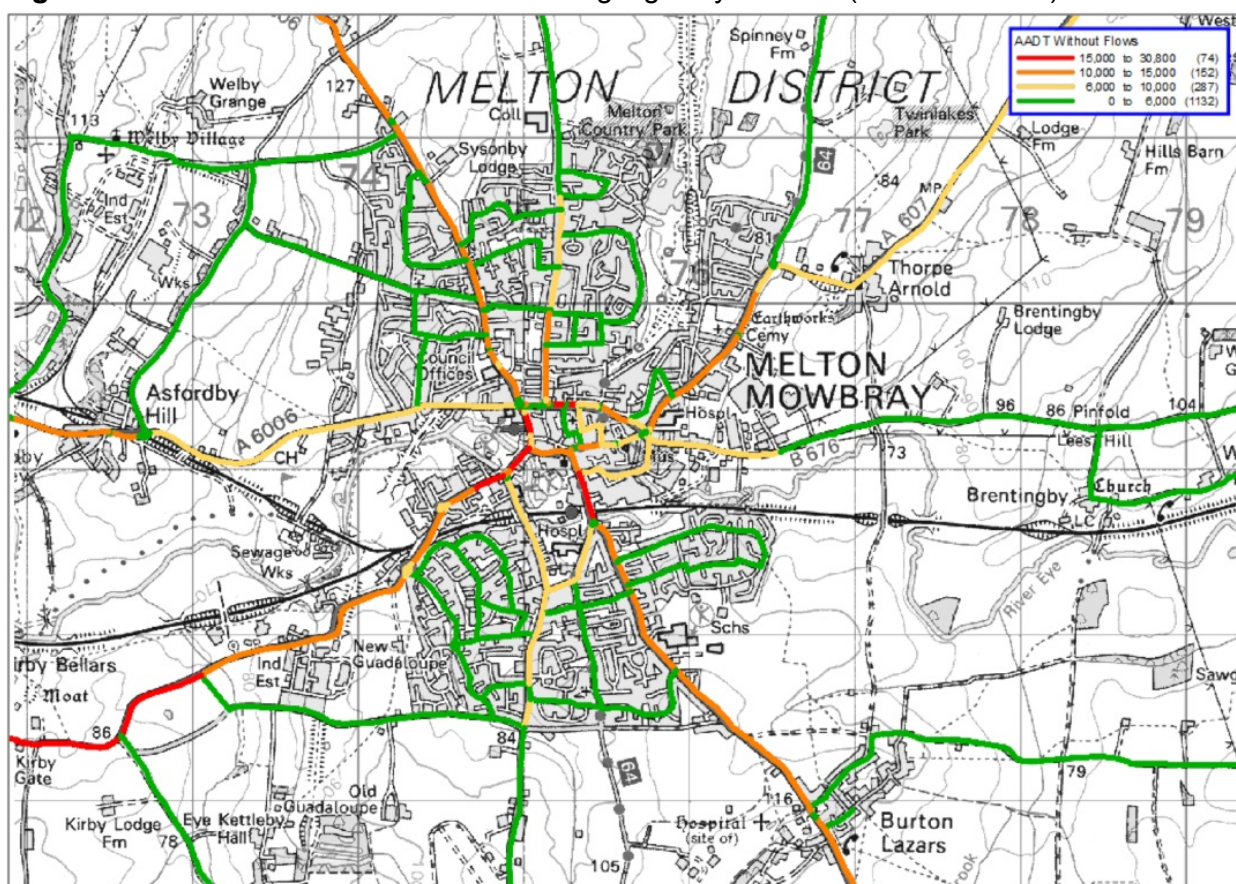 AADT Without Flows
15,000 to 30,800 (74)
10,000 to 15,000 (152)
6,000 to 10,000 (287)
0 to 6,000 (1132)
Spinney
Fm
Welby
Grange
127
MELTON DISTRICT
Coll
Melton
Country Park
Twinlakes
Park
Lodge
Fm
113
Welby Village
Sysonby
Lodge
64
Hills Barn
Fm
74
84
MP
72
Ind
Est
73
77
78
79
A 607
81
76
Wks
Thorpe
Arnold
Earthworks
Cemy
Brentingby
Lodge
Council
Offices
MELTON
MOWBRAY
Asfordby
Hill
Hospl
96
86
Pinfold
104
A 6006
CH
Lees Hill
B 676
73
Brentingby
Church
LC
Hospl
Sewage
Wks
River Eye
Schs
New
Guadaloupe
Kirby Bellars
Ind
Est
Moat
80
86
84
Kirby
Gate
64
79
Old
Guadaloupe
116
Kirby Lodge
Fm
Eye Kettleby
Hall
78
Hospital
(site of)
Burton
Lazars
105